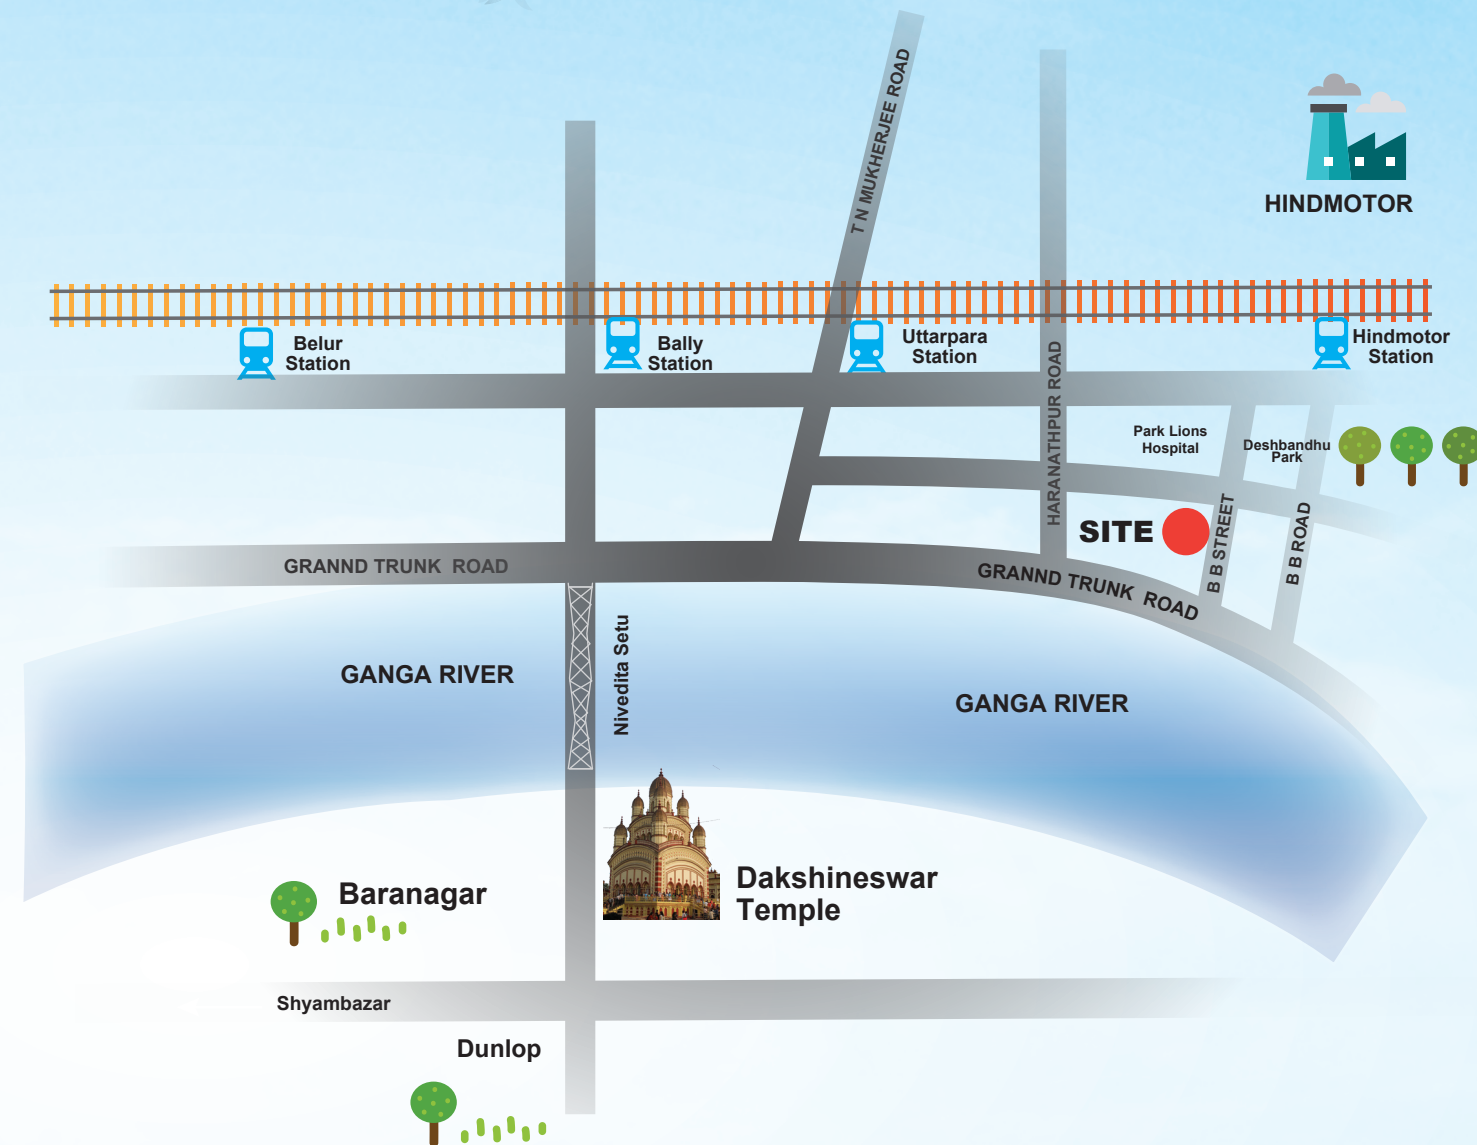 T N MUKHERJEE ROAD
HINDMOTOR
Belur
Station
Bally
Station
Uttarpara
Station
Hindmotor
Station
HARANATHPUR ROAD
Park Lions
Hospital
Deshbandhu
Park
SITE
B B STREET
B B ROAD
GRANND TRUNK ROAD
GRANND TRUNK ROAD
GANGA RIVER
Nivedita Setu
GANGA RIVER
Baranagar
Dakshineswar
Temple
Shyambazar
Dunlop